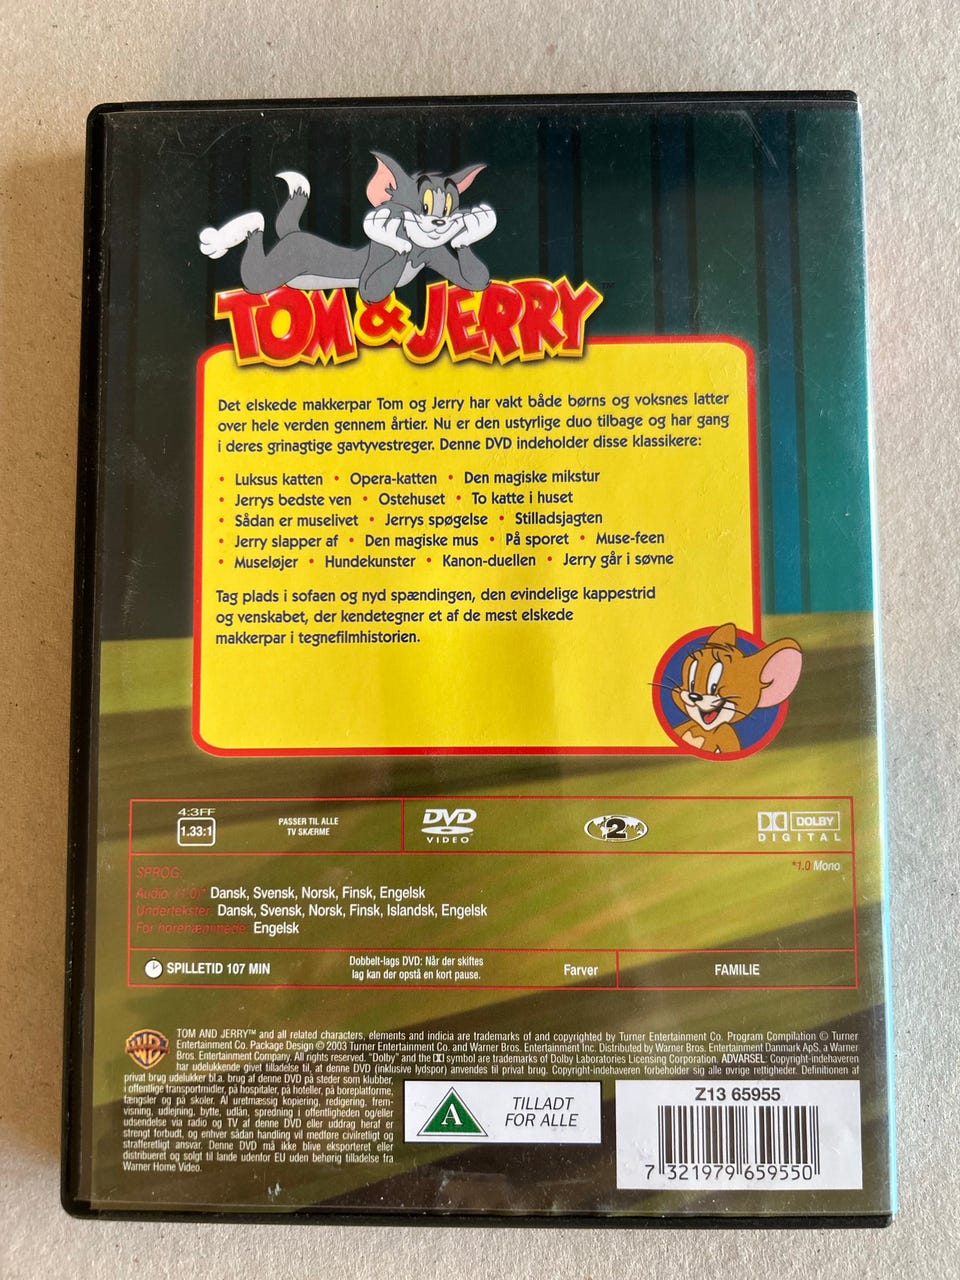 TOM & JERRY™
Det elskede makkerpar Tom og Jerry har vakt både børns og voksnes latter
over hele verden gennem årtier. Nu er den ustyrlige duo tilbage og har gang
i deres grinagtige gavtyvestreger. Denne DVD indeholder disse klassikere:
• Luksus katten • Opera-katten • Den magiske mikstur
• Jerrys bedste ven • Ostehuset • To katte i huset
• Sådan er muselivet • Jerrys spøgelse • Stilladsjagten
• Jerry slapper af • Den magiske mus • På sporet • Muse-feen
• Museløjer • Hundekunster • Kanon-duellen • Jerry går i søvne
Tag plads i sofaen og nyd spændingen, den evindelige kappestrid
og venskabet, der kendetegner et af de mest elskede
makkerpar i tegnefilmhistorien.
4:3FF
1.33:1
PASSER TIL ALLE
TV SKÆRME
DVD
VIDEO
2
DOLBY
DIGITAL
SPROG:
*1.0 Mono
Audio: (1.0)* Dansk, Svensk, Norsk, Finsk, Engelsk
Undertekster: Dansk, Svensk, Norsk, Finsk, Islandsk, Engelsk
For hørehæmmede: Engelsk
SPILLETID 107 MIN
Dobbelt-lags DVD: Når der skiftes
lag kan der opstå en kort pause.
Farver
FAMILIE
WB
TOM AND JERRY™ and all related characters, elements and indicia are trademarks of and copyrighted by Turner Entertainment Co. Program Compilation © Turner
Entertainment Co. Package Design © 2003 Turner Entertainment Co. and Warner Bros. Entertainment Inc. Distributed by Warner Bros. Entertainment Danmark ApS, a Warner
Bros. Entertainment Company. All rights reserved. "Dolby" and the DD symbol are trademarks of Dolby Laboratories Licensing Corporation. ADVARSEL: Copyright-indehaveren
har udelukkende givet tilladelse til, at denne DVD (inklusive lydspor) anvendes til privat brug. Copyright-indehaveren forbeholder sig alle øvrige rettigheder. Definitionen af
privat brug udelukker bl.a. brug af denne DVD på steder som klubber,
i offentlige transportmidler, på hospitaler, på hoteller, på boreplatforme,
fængsler og på skoler. Al uretmæssig kopiering, redigering, frem-
visning, udlejning, bytte, udlån, spredning i offentligheden og/eller
udsendelse via radio og TV af denne DVD eller uddrag heraf er
strengt forbudt, og enhver sådan handling vil medføre civilretligt og
strafferetligt ansvar. Denne DVD må ikke blive eksporteret eller
distribueret og solgt til lande udenfor EU uden behørig tilladelse fra
Warner Home Video.
A
TILLADT
FOR ALLE
Z13 65955
7 321979 659550